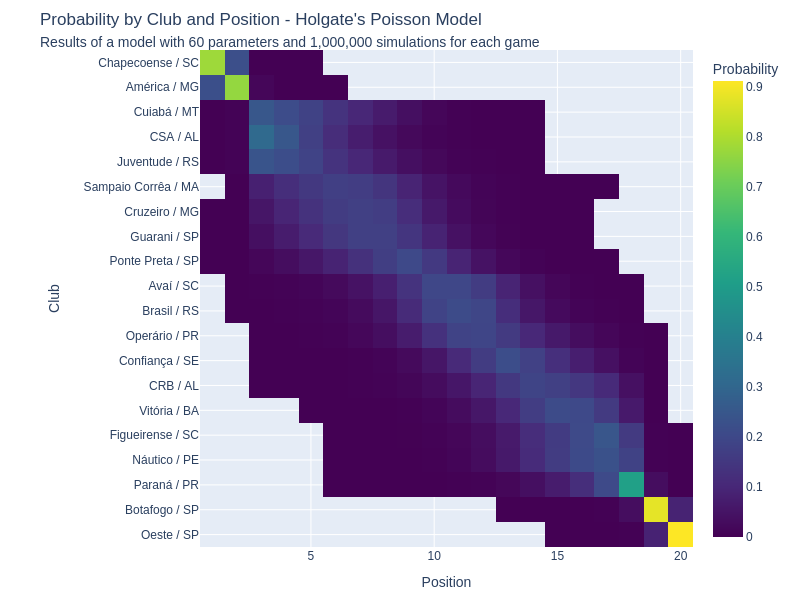 Probability by Club and Position - Holgate's Poisson Model
Results of a model with 60 parameters and 1,000,000 simulations for each game
Probability
Club
Chapecoense / SC
América / MG
Cuiabá / MT
CSA / AL
Juventude / RS
Sampaio Corrêa / MA
Cruzeiro / MG
Guarani / SP
Ponte Preta / SP
Avaí / SC
Brasil / RS
Operário / PR
Confiança / SE
CRB / AL
Vitória / BA
Figueirense / SC
Náutico / PE
Paraná / PR
Botafogo / SP
Oeste / SP
0.9
0.8
0.7
0.6
0.5
0.4
0.3
0.2
0.1
0
5
10
15
20
Position